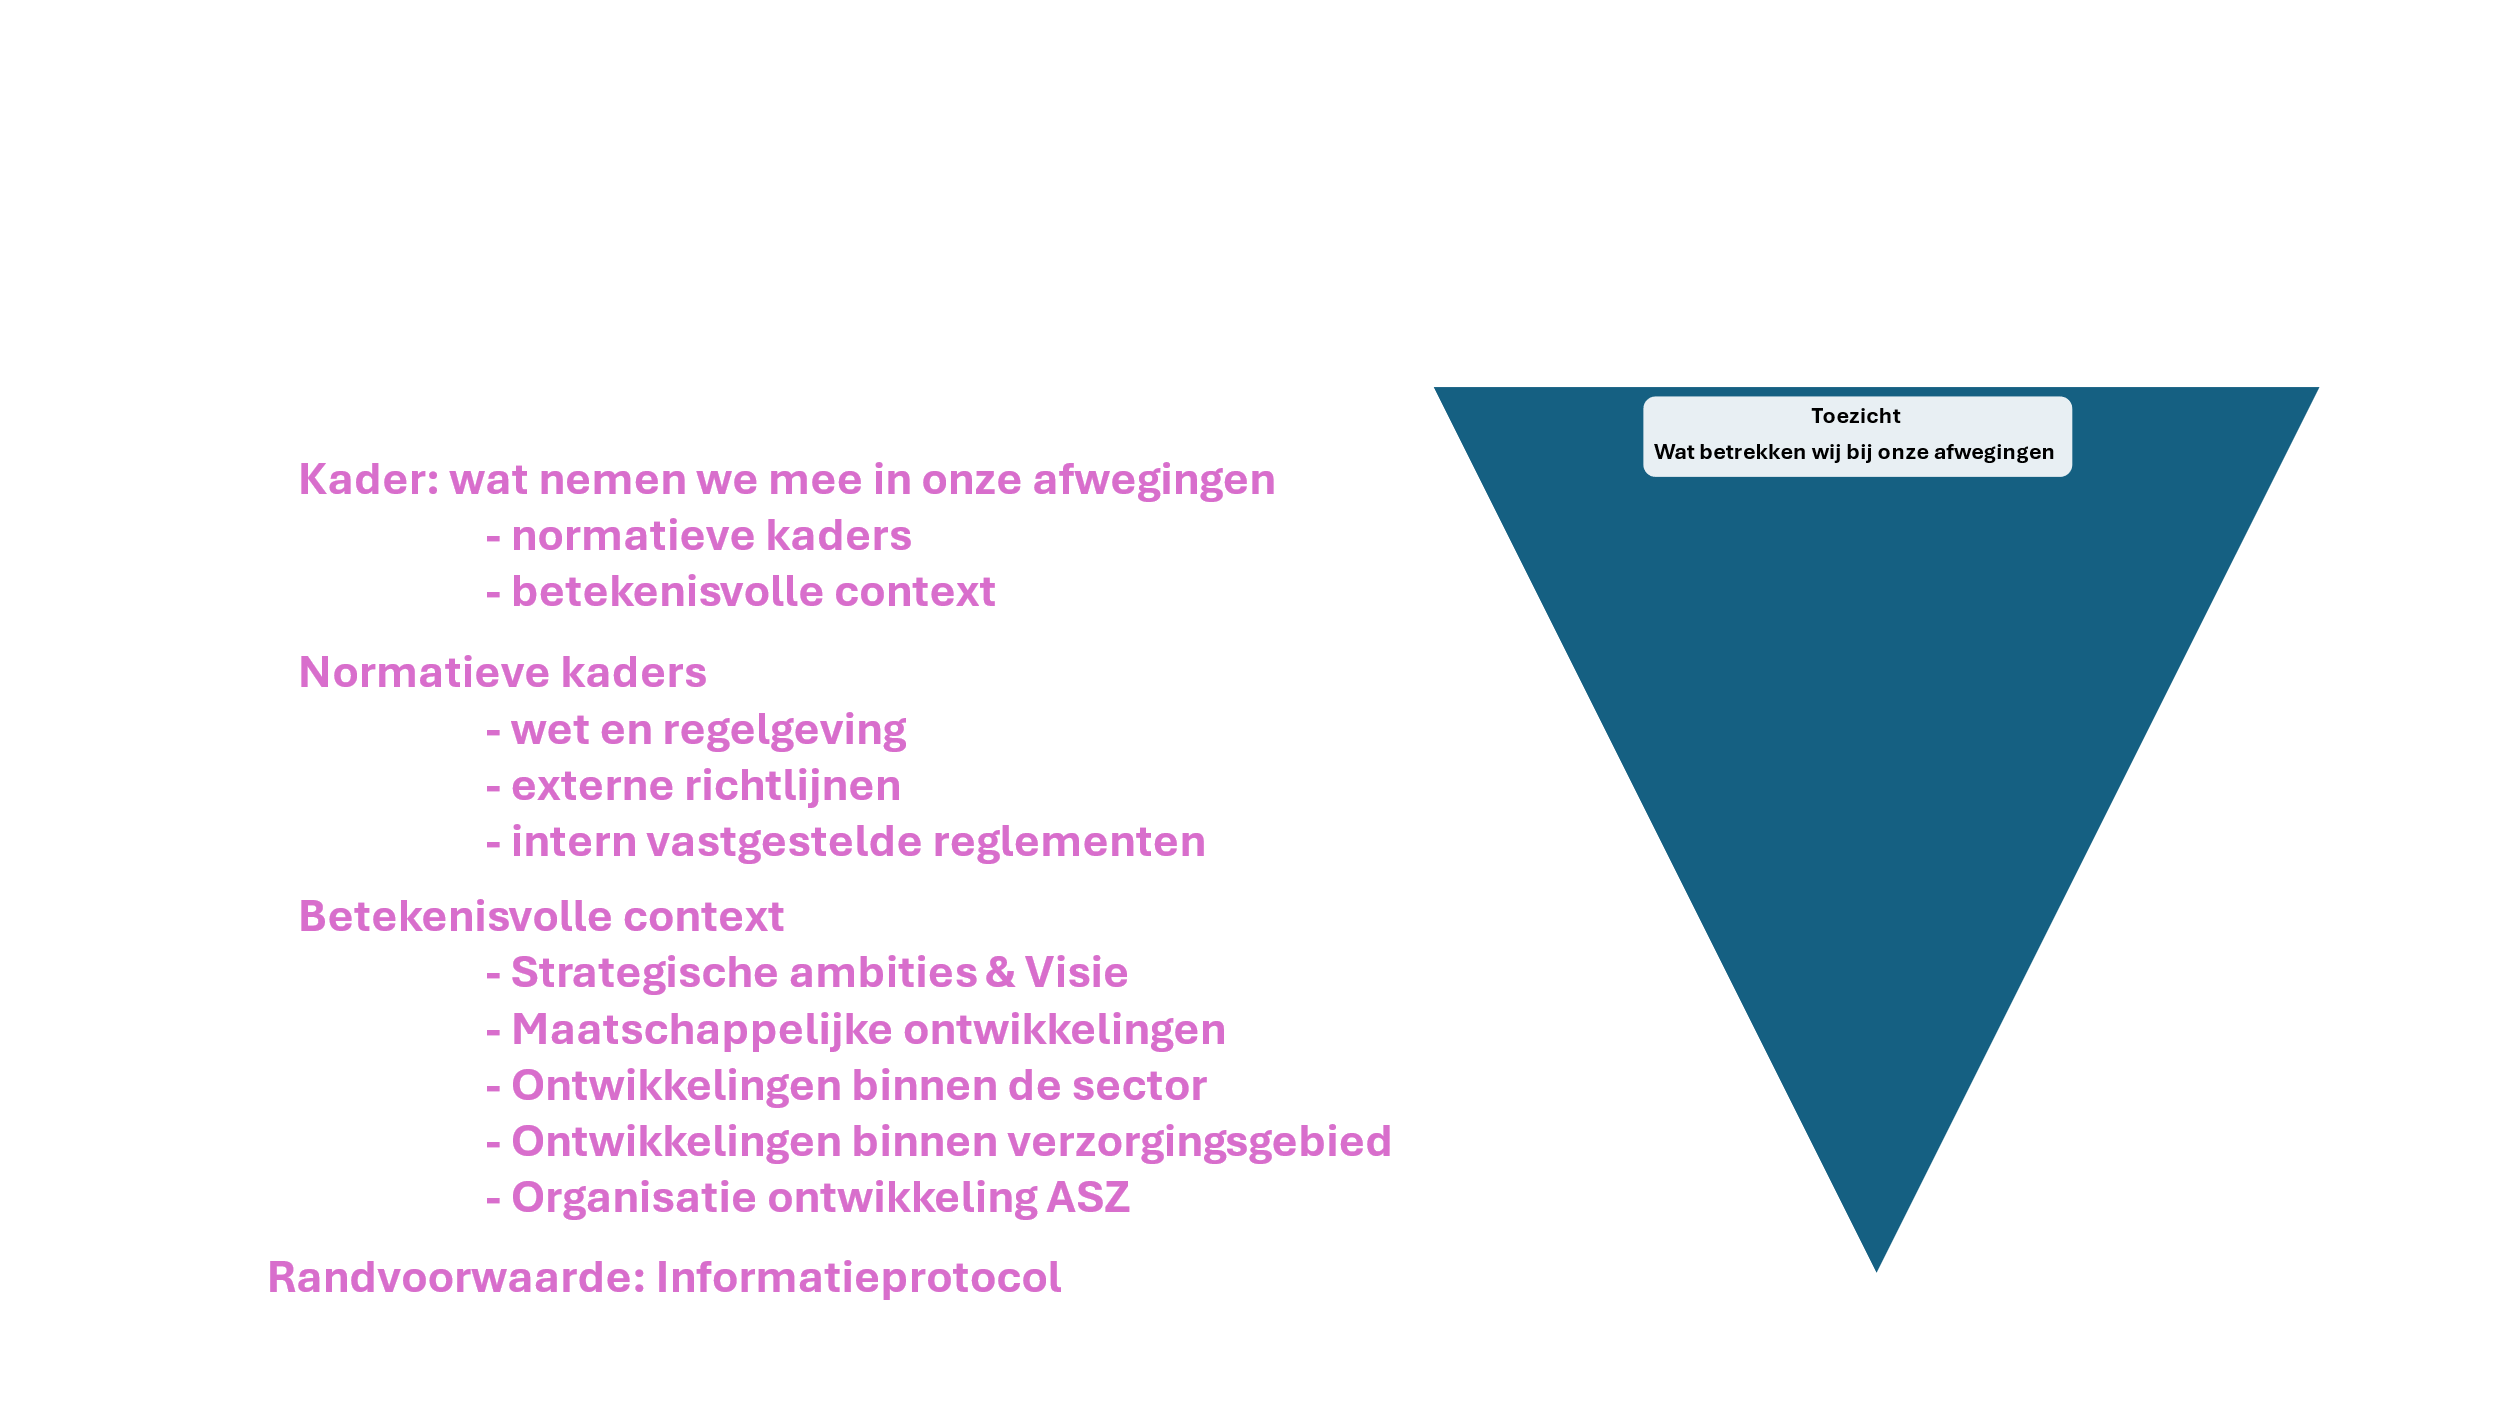 Kader: wat nemen we mee in onze afwegingen
- normatieve kaders
- betekenisvolle context
Normatieve kaders
- wet en regelgeving
- externe richtlijnen
- intern vastgestelde reglementen
Betekenisvolle context
- Strategische ambities & Visie
- Maatschappelijke ontwikkelingen
- Ontwikkelingen binnen de sector
- Ontwikkelingen binnen verzorgingsgebied
- Organisatie ontwikkeling ASZ
Randvoorwaarde: Informatieprotocol
Toezicht
Wat betrekken wij bij onze afwegingen